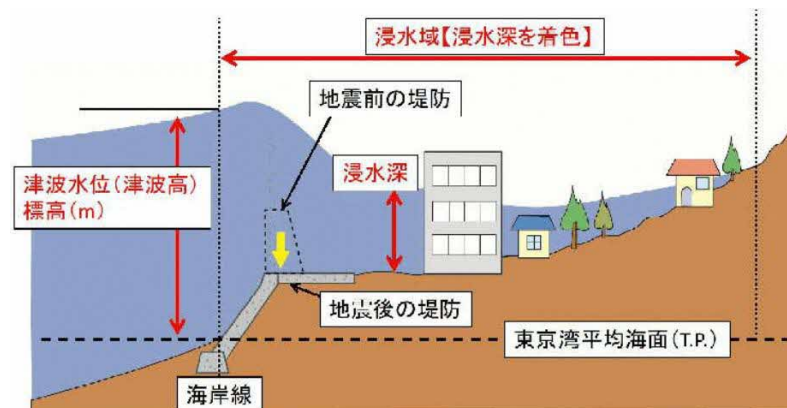 浸水域【浸水深を着色】
地震前の堤防
津波水位(津波高)
標高(m)
浸水深
地震後の堤防
東京湾平均海面(T.P.)
海岸線